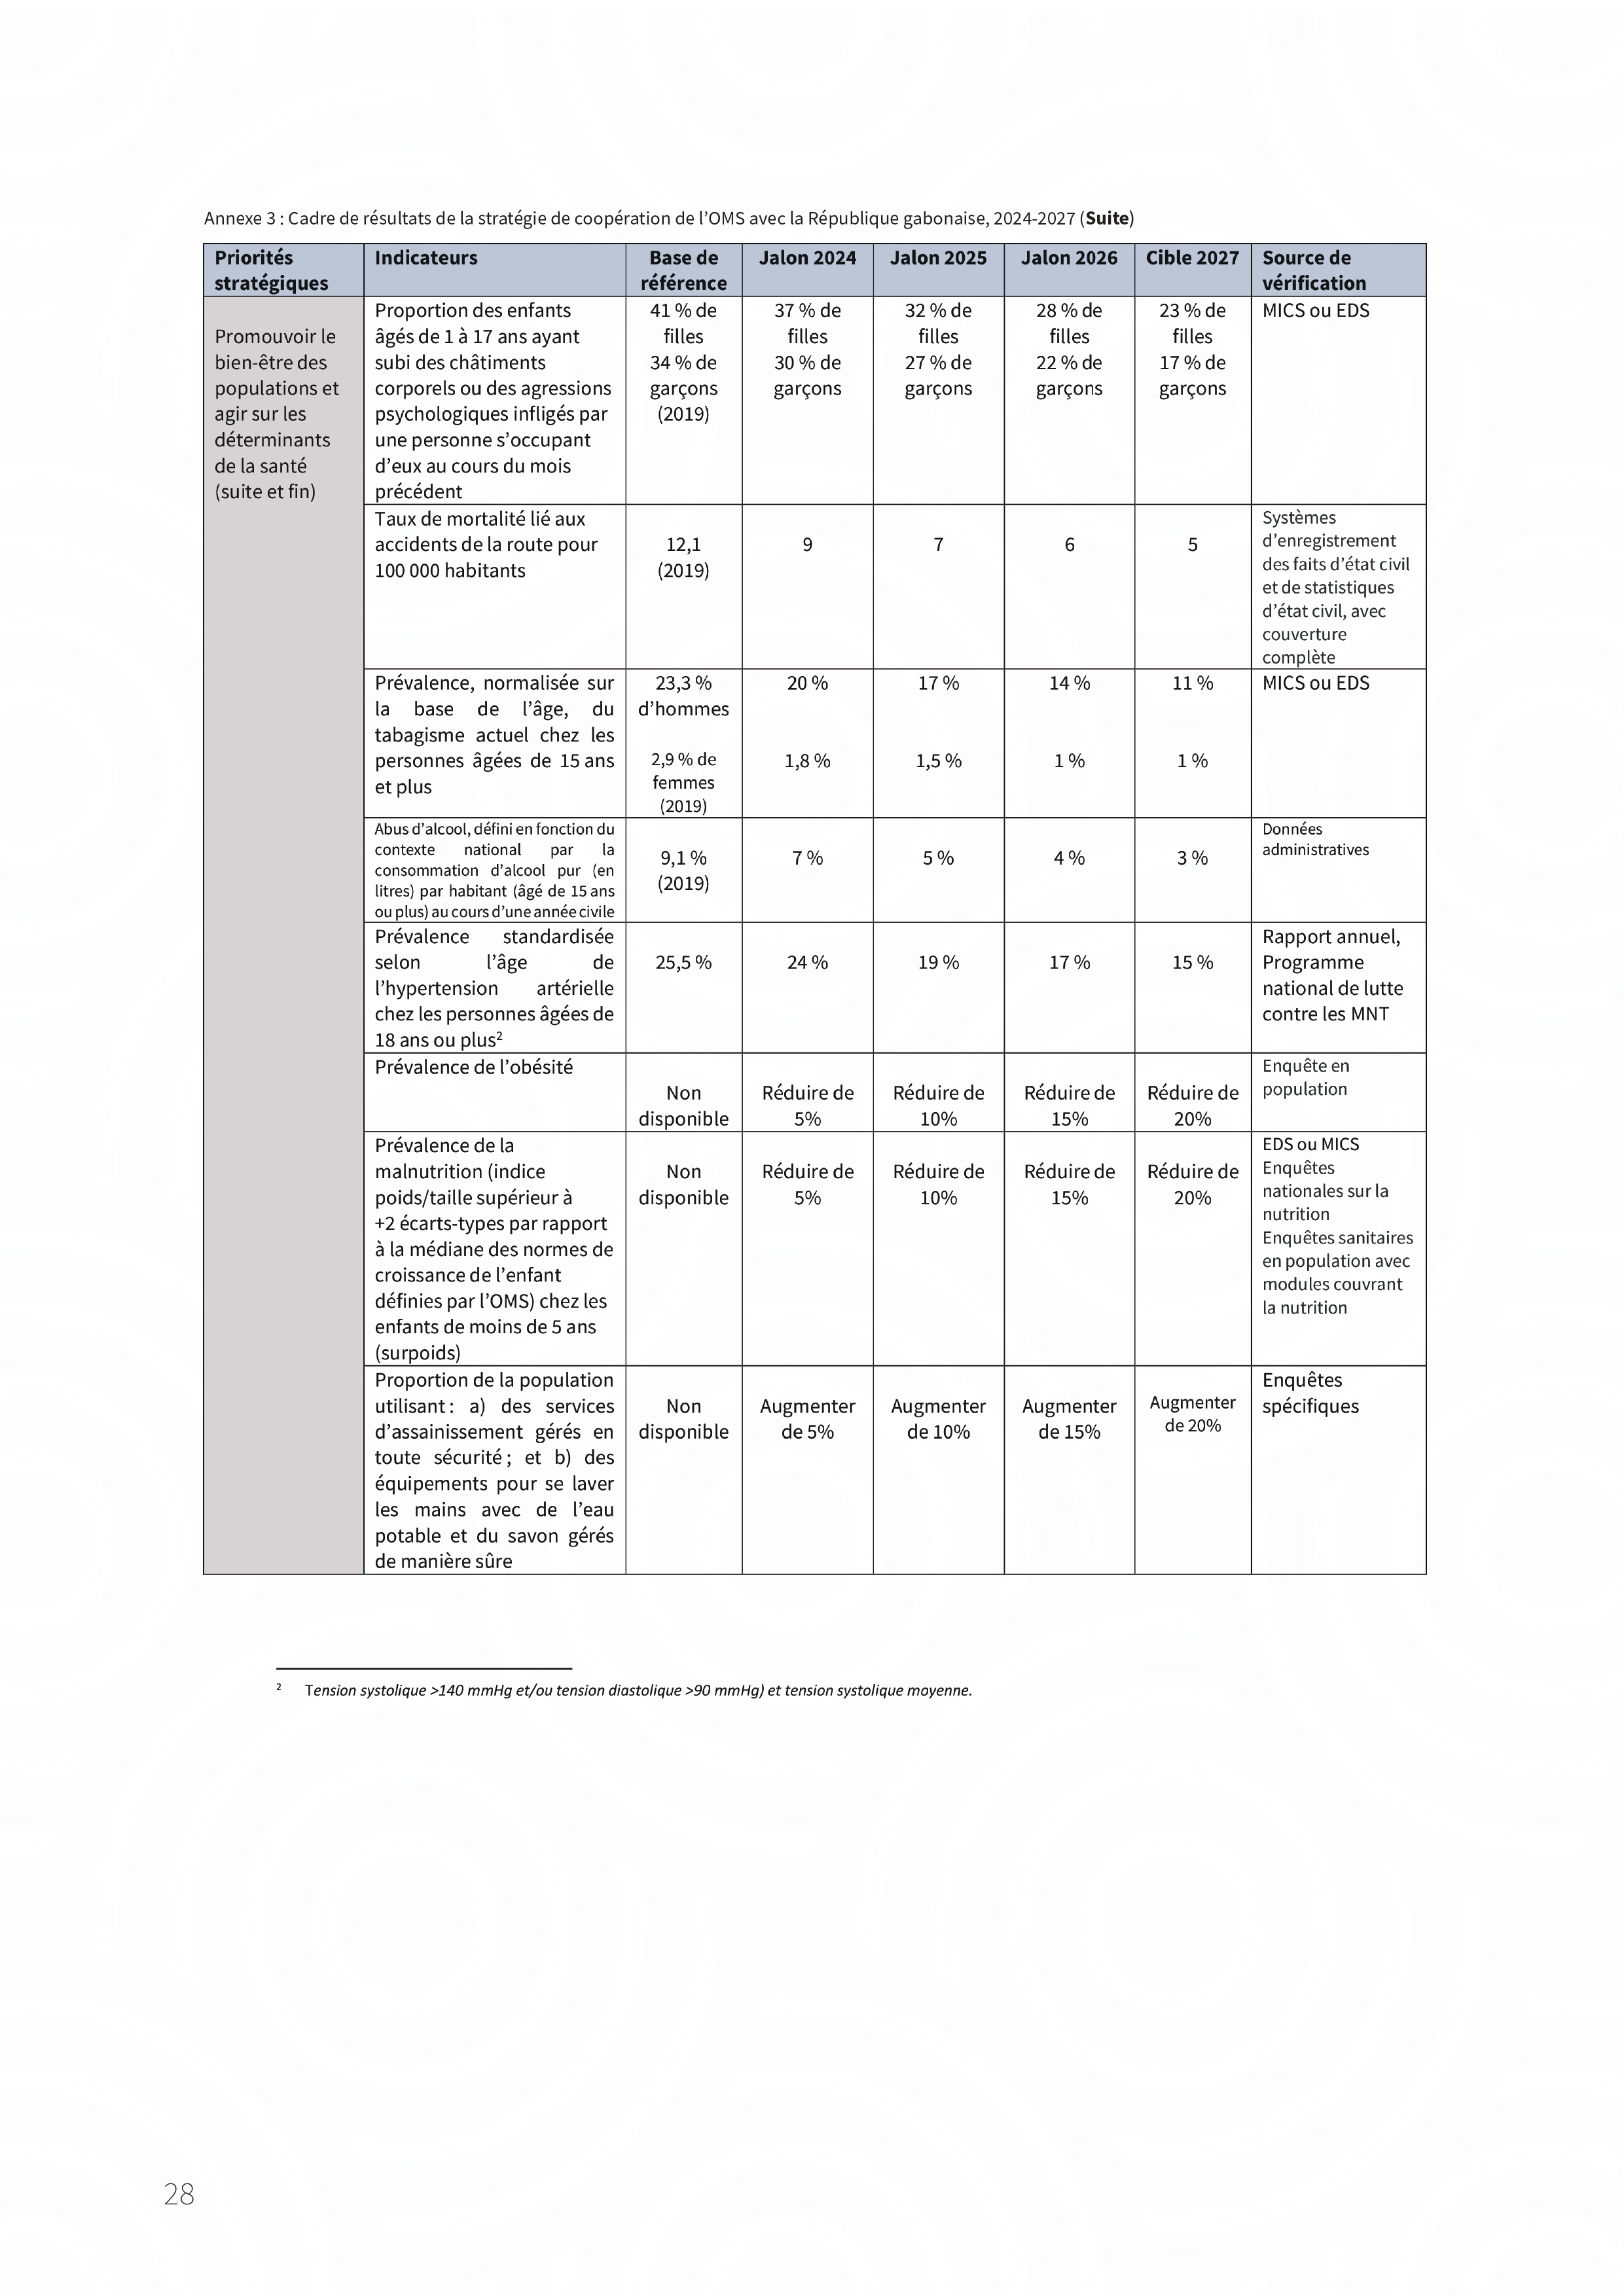 Annexe 3 : Cadre de résultats de la stratégie de coopération de l’OMS avec la République gabonaise, 2024-2027 (Suite)
Priorités
stratégiques
Indicateurs
Base de
référence
Jalon 2024
Jalon 2025
Jalon 2026
Cible 2027
Source de
vérification
Promouvoir le
bien-être des
populations et
agir sur les
déterminants
de la santé
(suite et fin)
Proportion des enfants
âgés de 1 à 17 ans ayant
subi des châtiments
corporels ou des agressions
psychologiques infligés par
une personne s’occupant
d’eux au cours du mois
précédent
41 % de
filles
34 % de
garçons
(2019)
37 % de
filles
30 % de
garçons
32 % de
filles
27 % de
garçons
28 % de
filles
22 % de
garçons
23 % de
filles
17 % de
garçons
MICS ou EDS
Taux de mortalité lié aux
accidents de la route pour
100 000 habitants
12,1
(2019)
9
7
6
5
Systèmes
d’enregistrement
des faits d’état civil
et de statistiques
d’état civil, avec
couverture
complète
Prévalence, normalisée sur
la base de l’âge, du
tabagisme actuel chez les
personnes âgées de 15 ans
et plus
23,3 %
d’hommes
2,9 % de
femmes
(2019)
20 %
1,8 %
17 %
1,5 %
14 %
1 %
11 %
1 %
MICS ou EDS
Abus d’alcool, défini en fonction du
contexte national par la
consommation d’alcool pur (en
litres) par habitant (âgé de 15 ans
ou plus) au cours d’une année civile
9,1 %
(2019)
7 %
5 %
4 %
3 %
Données
administratives
Prévalence standardisée
selon l’âge de
l’hypertension artérielle
chez les personnes âgées de
18 ans ou plus²
25,5 %
24 %
19 %
17 %
15 %
Rapport annuel,
Programme
national de lutte
contre les MNT
Prévalence de l’obésité
Non
disponible
Réduire de
5%
Réduire de
10%
Réduire de
15%
Réduire de
20%
Enquête en
population
Prévalence de la
malnutrition (indice
poids/taille supérieur à
+2 écarts-types par rapport
à la médiane des normes de
croissance de l’enfant
définies par l’OMS) chez les
enfants de moins de 5 ans
(surpoids)
Non
disponible
Réduire de
5%
Réduire de
10%
Réduire de
15%
Réduire de
20%
EDS ou MICS
Enquêtes
nationales sur la
nutrition
Enquêtes sanitaires
en population avec
modules couvrant
la nutrition
Proportion de la population
utilisant : a) des services
d’assainissement gérés en
toute sécurité ; et b) des
équipements pour se laver
les mains avec de l’eau
potable et du savon gérés
de manière sûre
Non
disponible
Augmenter
de 5%
Augmenter
de 10%
Augmenter
de 15%
Augmenter
de 20%
Enquêtes
spécifiques
² Tension systolique >140 mmHg et/ou tension diastolique >90 mmHg) et tension systolique moyenne.
28